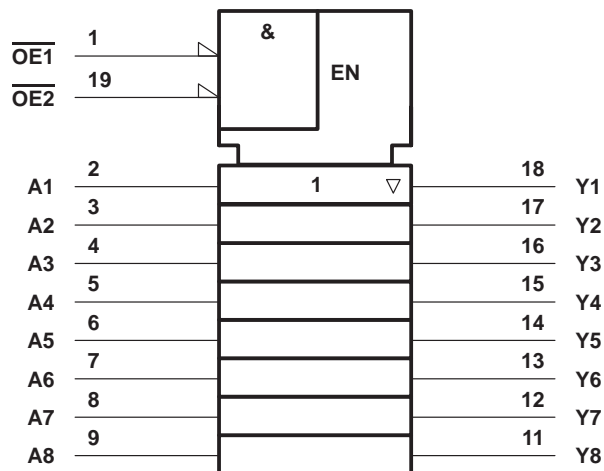 &
1
OE1
EN
19
OE2
2 18
A1 1 ▽ Y1
3 17
A2 Y2
4 16
A3 Y3
5 15
A4 Y4
6 14
A5 Y5
7 13
A6 Y6
8 12
A7 Y7
9 11
A8 Y8